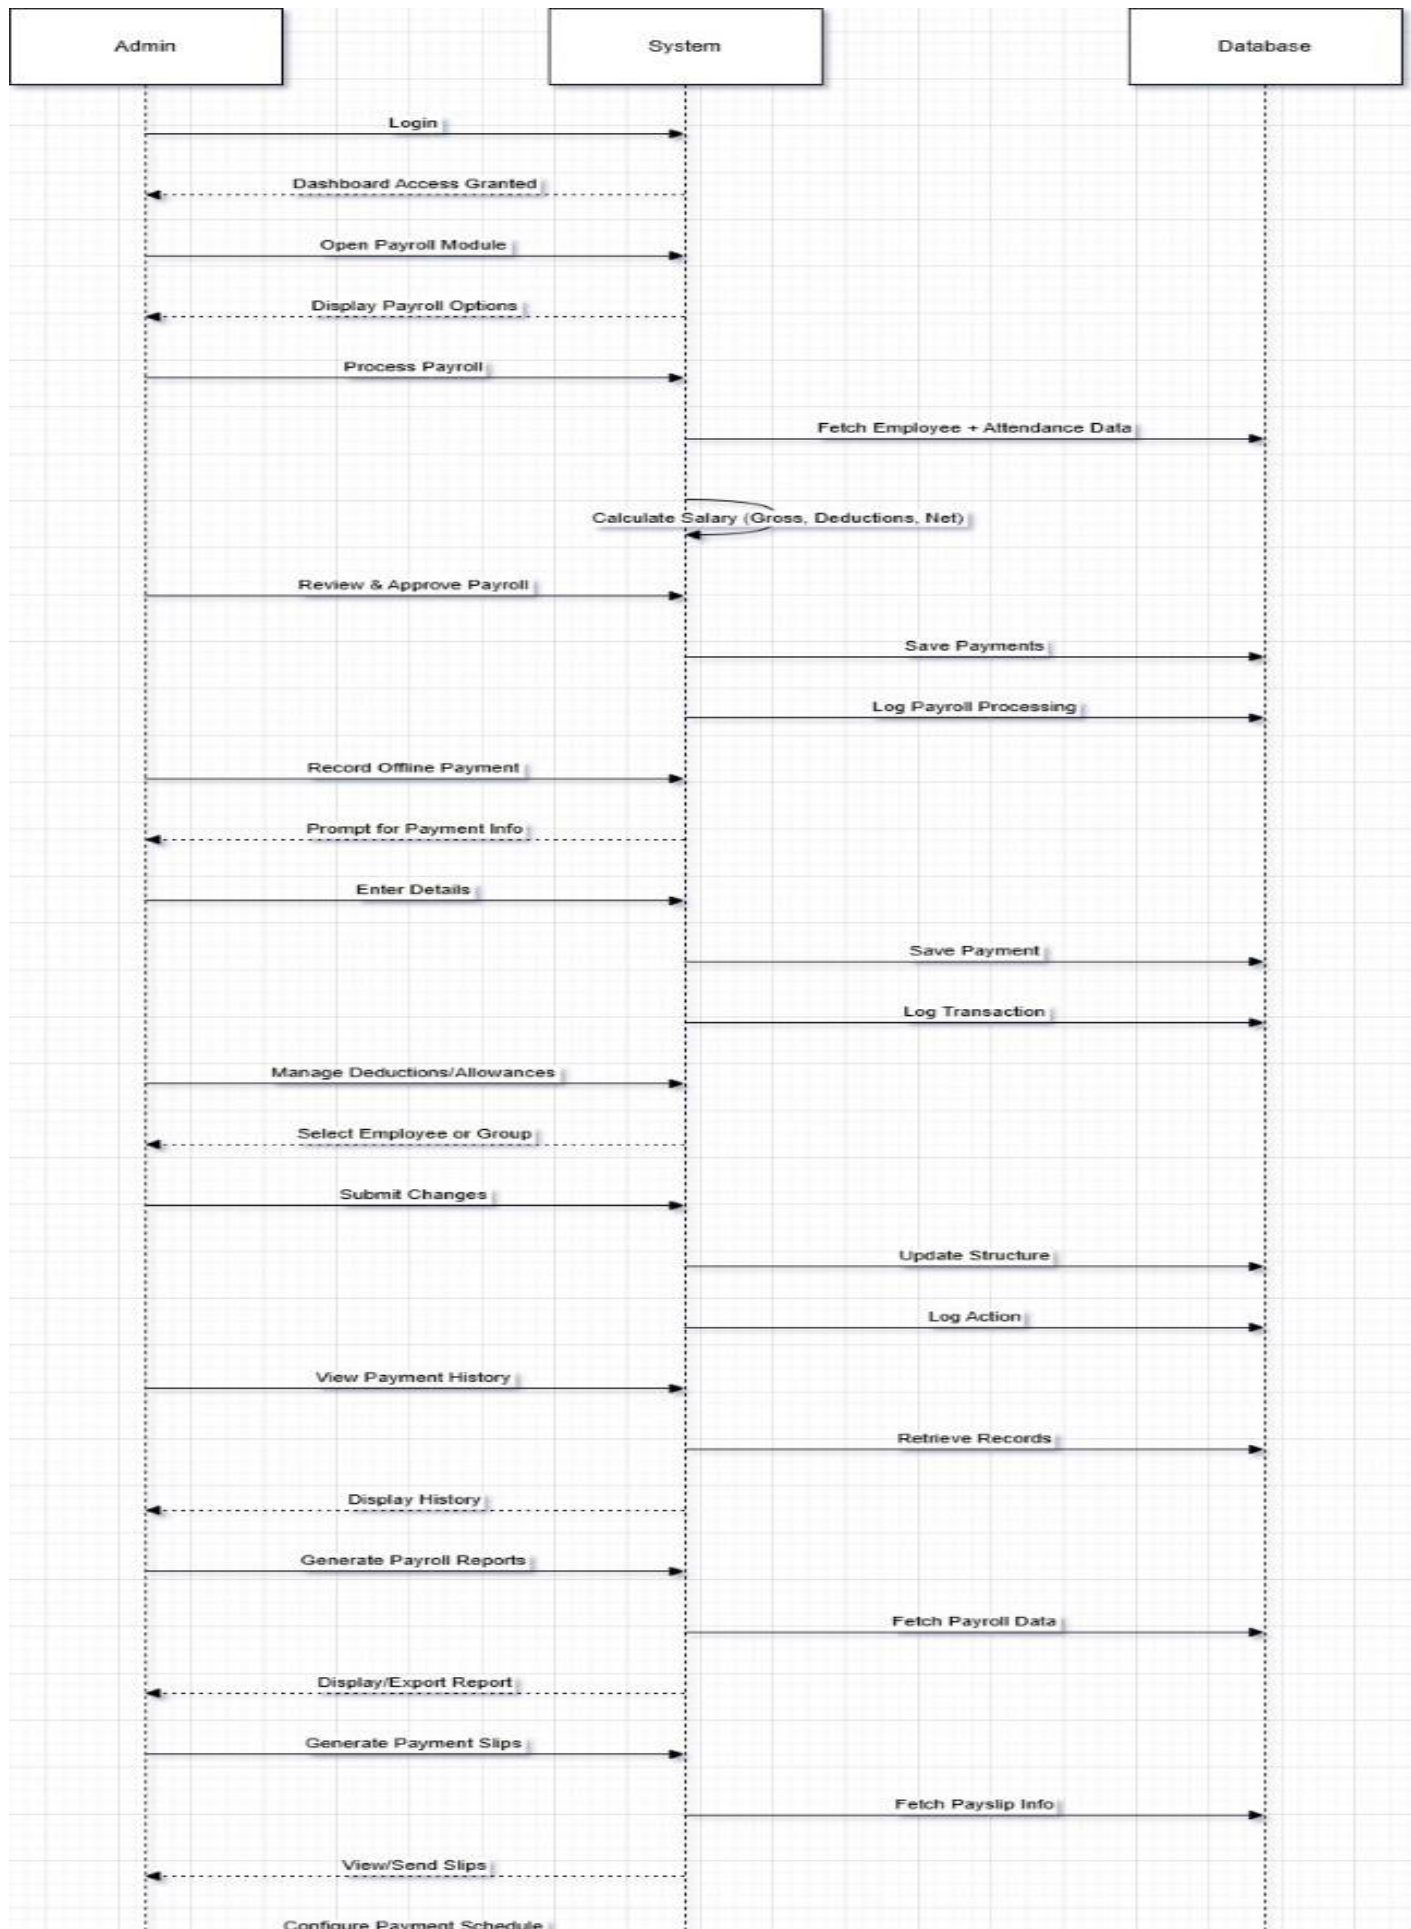 Admin
System
Database
Login
Dashboard Access Granted
Open Payroll Module
Display Payroll Options
Process Payroll
Fetch Employee + Attendance Data
Calculate Salary (Gross, Deductions, Net)
Review & Approve Payroll
Save Payments
Log Payroll Processing
Record Offline Payment
Prompt for Payment Info
Enter Details
Save Payment
Log Transaction
Manage Deductions/Allowances
Select Employee or Group
Submit Changes
Update Structure
Log Action
View Payment History
Retrieve Records
Display History
Generate Payroll Reports
Fetch Payroll Data
Display/Export Report
Generate Payment Slips
Fetch Payslip Info
View/Send Slips
Configure Payment Schedule